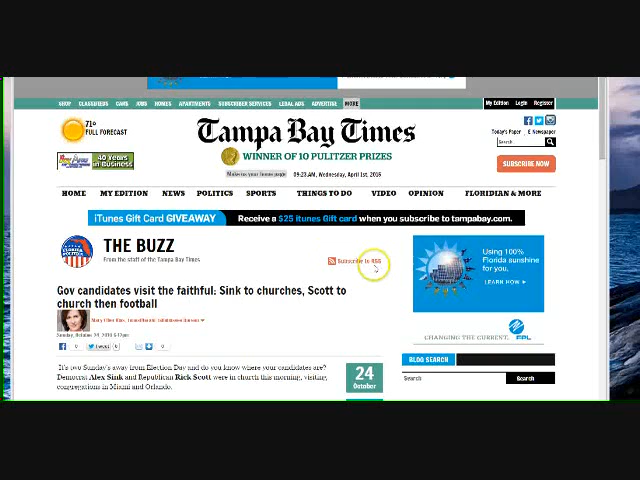 SHOP CLASSIFIEDS CARS JOBS HOMES APARTMENTS SUBSCRIBER SERVICES LEGAL ADS ADVERTISE MORE
My Edition Login Register
71°
FULL FORECAST
Tampa Bay Times
WINNER OF 10 PULITZER PRIZES
Today's Paper E-Newspaper
Search
40 Years
in Business
SUBSCRIBE NOW
Make us your home page
HOME MY EDITION NEWS POLITICS SPORTS THINGS TO DO VIDEO OPINION FLORIDIAN & MORE
iTunes Gift Card GIVEAWAY Receive a $25 itunes Gift card when you subscribe to tampabay.com.
THE BUZZ
From the staff of the Tampa Bay Times
Subscribe to RSS
Using 100%
Florida sunshine
for you.
LEARN HOW
Gov candidates visit the faithful: Sink to churches, Scott to
church then football
CHANGING THE CURRENT.
FPL
Tweet
It's two Sunday's away from Election Day and do you know where your candidates are?
Democrat Alex Sink and Republican Rick Scott were in church this morning, visiting
congregations in Miami and Orlando.
24
October
BLOG SEARCH
Search
Search